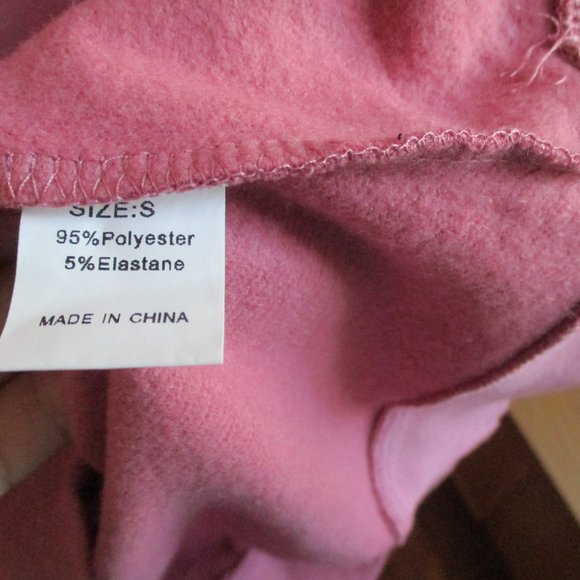 SIZE:S
95%Polyester
5%Elastane
MADE IN CHINA